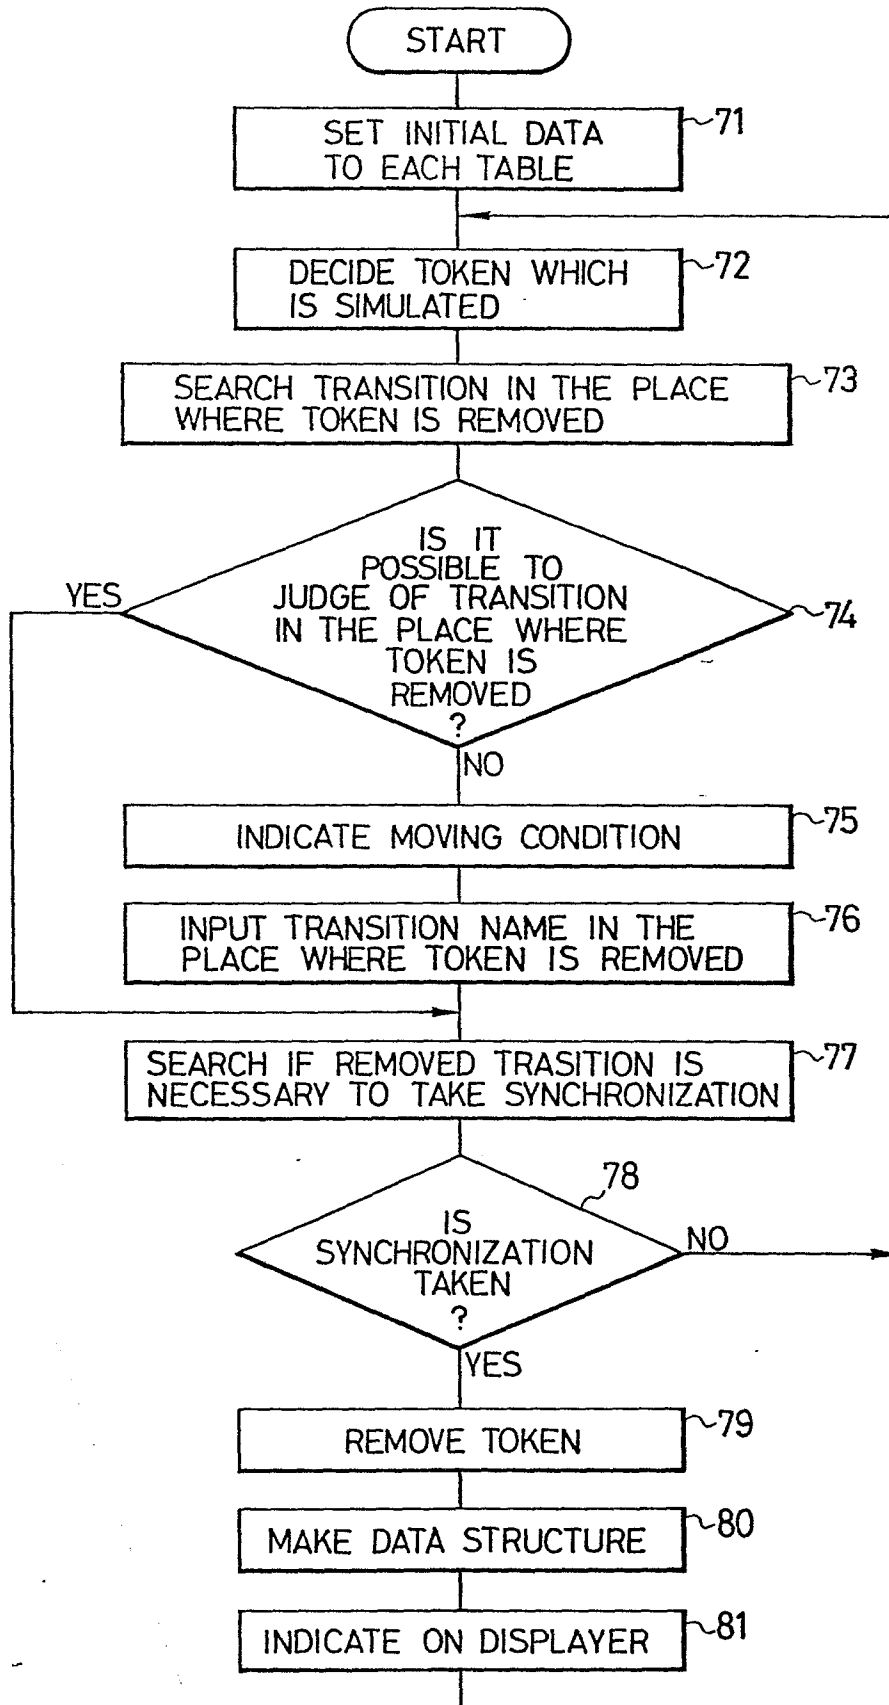 START
SET INITIAL DATA
TO EACH TABLE
71
DECIDE TOKEN WHICH
IS SIMULATED
72
SEARCH TRANSITION IN THE PLACE
WHERE TOKEN IS REMOVED
73
IS IT
POSSIBLE TO
JUDGE OF TRANSITION
IN THE PLACE WHERE
TOKEN IS
REMOVED
?
74
YES
NO
INDICATE MOVING CONDITION
75
INPUT TRANSITION NAME IN THE
PLACE WHERE TOKEN IS REMOVED
76
SEARCH IF REMOVED TRASITION IS
NECESSARY TO TAKE SYNCHRONIZATION
77
IS
SYNCHRONIZATION
TAKEN
?
78
NO
YES
REMOVE TOKEN
79
MAKE DATA STRUCTURE
80
INDICATE ON DISPLAYER
81